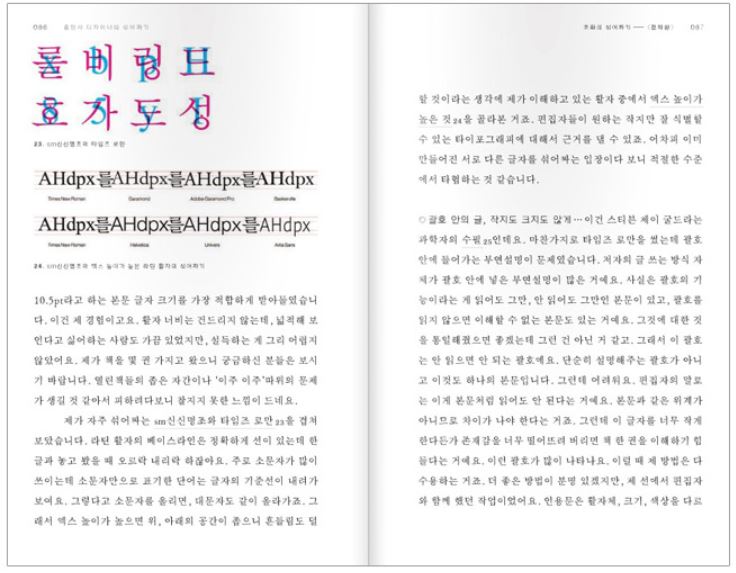 086 출판사 디자이너의 섞어짜기
룰 비 링 드
효 가 도 성
23. sm신신명조와 타임즈 로만
AHdpx를AHdpx를AHdpx를AHdpx
Times New Roman Garamond Adobe Garamond Pro Baskerville
AHdpx를AHdpx를AHdpx를AHdpx
Times New Roman Helvetica Univers Arita Sans
24. sm신신명조와 엑스 높이가 높은 라틴 활자의 섞어짜기
10.5pt라고 하는 본문 글자 크기를 가장 적합하게 받아들였습니
다. 이건 제 경험이고요. 활자 너비는 건드리지 않는데, 넓적해 보
인다고 싫어하는 사람도 가끔 있었지만, 설득하는 게 그리 어렵지
않았어요. 제가 책을 몇 권 가지고 왔으니 궁금하신 분들은 보시
기 바랍니다. 열린책들의 좁은 자간이나 ‘이주 이주’따위의 문제
가 생길 것 같아서 피하려다보니 잘지지 못한 느낌이 드네요.
제가 자주 섞어짜는 sm신신명조와 타임즈 로만23을 겹쳐
보았습니다. 라틴 활자의 베이스라인은 정확하게 선이 있는데 한
글과 놓고 봤을 때 오르락 내리락 하잖아요. 주로 소문자가 많이
쓰이는데 소문자만으로 표기한 단어는 글자의 기준선이 내려가
보여요. 그렇다고 소문자를 올리면, 대문자도 같이 올라가죠. 그
래서 엑스 높이가 높으면 위, 아래의 공간이 좁으니 흔들림도 덜
조화의 섞어짜기 — 〈전재운〉 087
할 것이라는 생각에 제가 이해하고 있는 활자 중에서 엑스 높이가
높은 것24을 골라본 거죠. 편집자들이 원하는 작지만 잘 식별할
수 있는 타이포그래피에 대해서 근거를 댈 수 있죠. 어차피 이미
만들어진 서로 다른 글자를 섞어짜는 입장이다 보니 적절한 수준
에서 타협하는 것 같습니다.
괄호 안의 글, 작지도 크지도 않게… 이건 스티븐 제이 굴드라는
과학자의 수필25인데요. 마찬가지로 타임즈 로만을 썼는데 괄호
안에 들어가는 부연설명이 문제였습니다. 저자의 글 쓰는 방식 자
체가 괄호 안에 넣은 부연설명이 많은 거예요. 사실은 괄호의 기
능이라는 게 읽어도 그만, 안 읽어도 그만인 본문이 있고, 괄호를
읽지 않으면 이해할 수 없는 본문도 있는 거예요. 그것에 대한 것
을 통일해줬으면 좋겠는데 그런 건 아닌 거 같고. 그래서 이 괄호
는 안 읽으면 안 되는 괄호에요. 단순히 설명해주는 괄호가 아니
고 이것도 하나의 본문입니다. 그런데 어려워요. 편집자의 말로
는 이게 본문처럼 읽어도 안 된다는 거예요. 본문과 같은 위계가
아니므로 차이가 나야 한다는 거죠. 그런데 이 글자를 너무 작게
한다든가 존재감을 너무 떨어뜨려 버리면 책 한 권을 이해하기 힘
들다는 거예요. 이런 괄호가 많이 나타나요. 이럴 때 제 방법은 다
수용하는 거죠. 더 좋은 방법이 분명 있겠지만, 제 선에서 편집자
와 함께 했던 작업이었어요. 인용문은 활자체, 크기, 색상을 다르